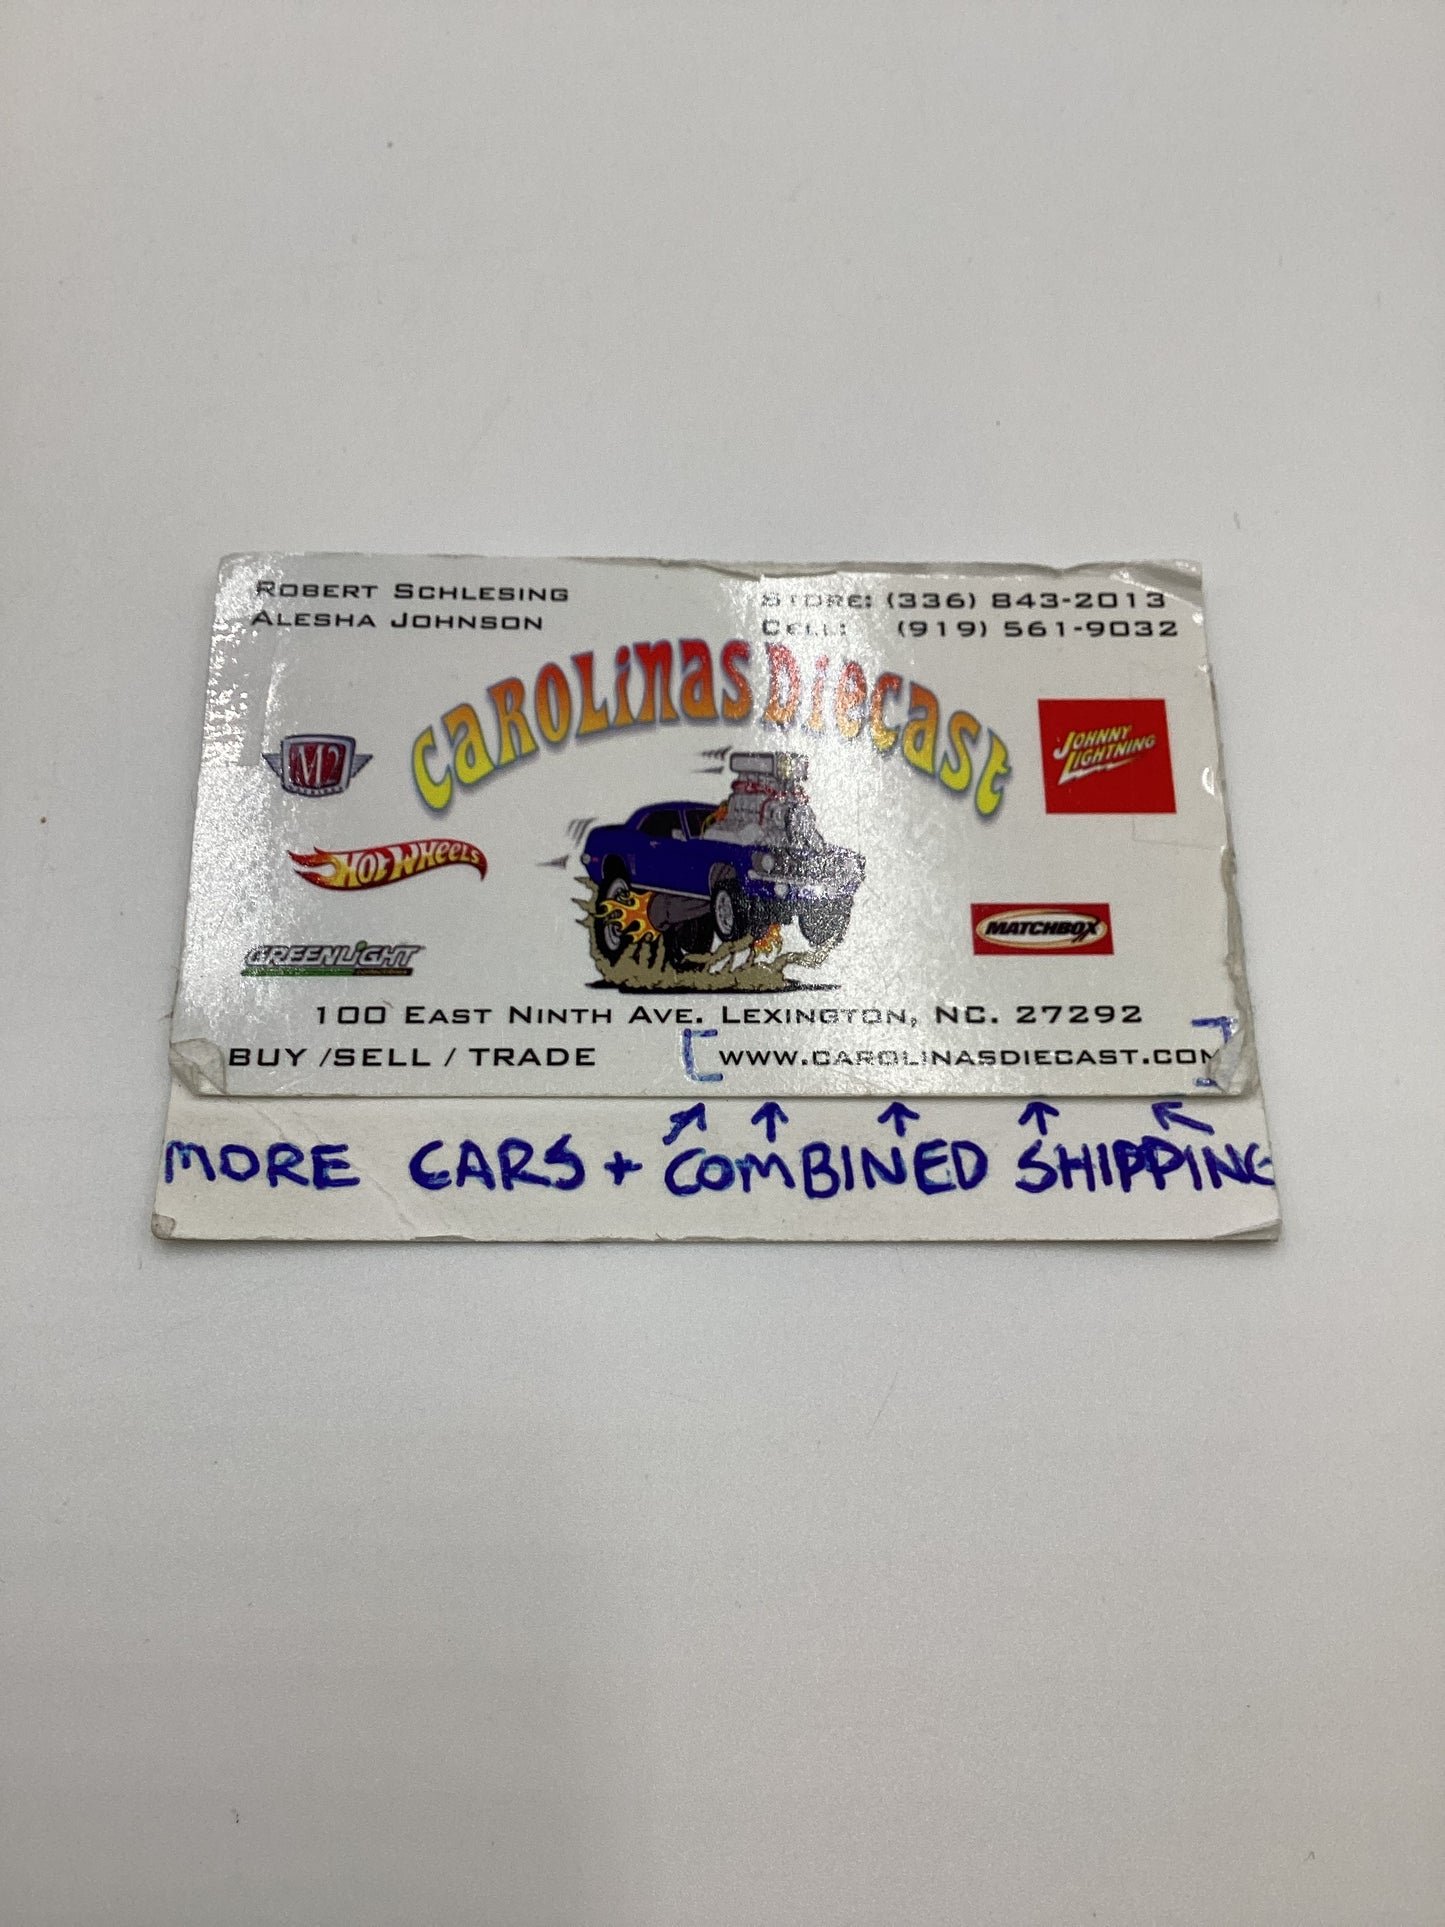 ROBERT SCHLESING
ALESHA JOHNSON
STORE: (336) 843-2013
CELL: (919) 561-9032
CAROLINAS DIECAST
M2
JOHNNY
LIGHTNING
HOT WHEELS
MATCHBOX
GREENLIGHT
100 EAST NINTH AVE. LEXINGTON, NC. 27292
BUY /SELL / TRADE
WWW.CAROLINASDIECAST.COM
MORE CARS + COMBINED SHIPPING